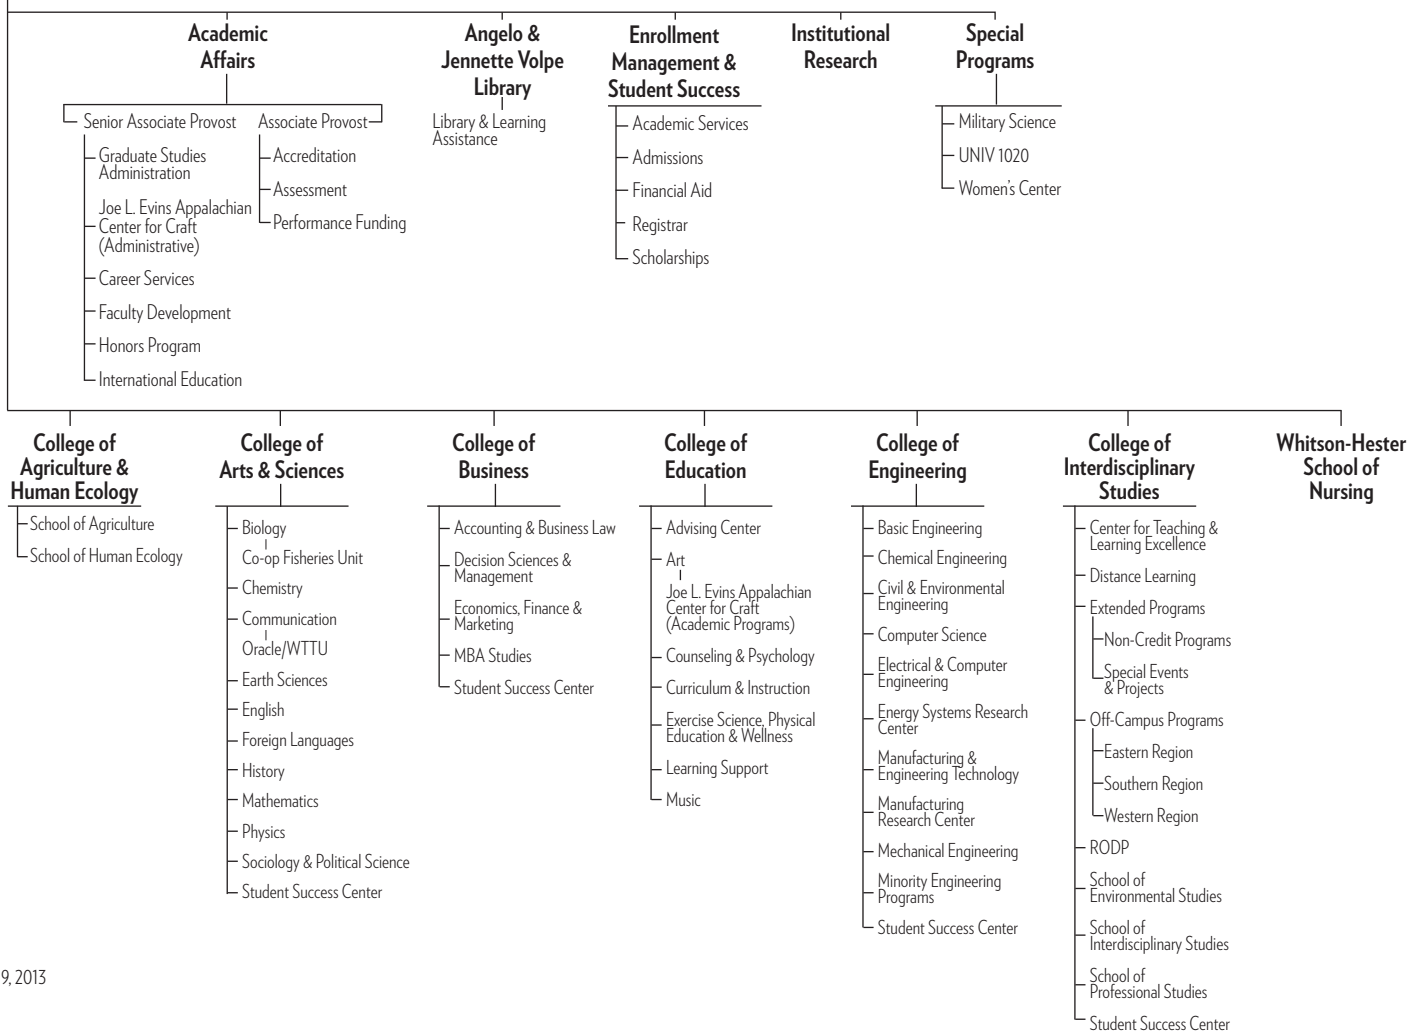 Academic
Affairs
Senior Associate Provost
Graduate Studies
Administration
Joe L. Evins Appalachian
Center for Craft
(Administrative)
Career Services
Faculty Development
Honors Program
International Education
Associate Provost
Accreditation
Assessment
Performance Funding
Angelo &
Jennette Volpe
Library
Library & Learning
Assistance
Enrollment
Management &
Student Success
Academic Services
Admissions
Financial Aid
Registrar
Scholarships
Institutional
Research
Special
Programs
Military Science
UNIV 1020
Women's Center
College of
Agriculture &
Human Ecology
School of Agriculture
School of Human Ecology
College of
Arts & Sciences
Biology
Co-op Fisheries Unit
Chemistry
Communication
Oracle/WTTU
Earth Sciences
English
Foreign Languages
History
Mathematics
Physics
Sociology & Political Science
Student Success Center
College of
Business
Accounting & Business Law
Decision Sciences &
Management
Economics, Finance &
Marketing
MBA Studies
Student Success Center
College of
Education
Advising Center
Art
Joe L. Evins Appalachian
Center for Craft
(Academic Programs)
Counseling & Psychology
Curriculum & Instruction
Exercise Science, Physical
Education & Wellness
Learning Support
Music
College of
Engineering
Basic Engineering
Chemical Engineering
Civil & Environmental
Engineering
Computer Science
Electrical & Computer
Engineering
Energy Systems Research
Center
Manufacturing &
Engineering Technology
Manufacturing
Research Center
Mechanical Engineering
Minority Engineering
Programs
Student Success Center
College of
Interdisciplinary
Studies
Center for Teaching &
Learning Excellence
Distance Learning
Extended Programs
Non-Credit Programs
Special Events
& Projects
Off-Campus Programs
Eastern Region
Southern Region
Western Region
RODP
School of
Environmental Studies
School of
Interdisciplinary Studies
School of
Professional Studies
Student Success Center
Whitson-Hester
School of
Nursing
9, 2013